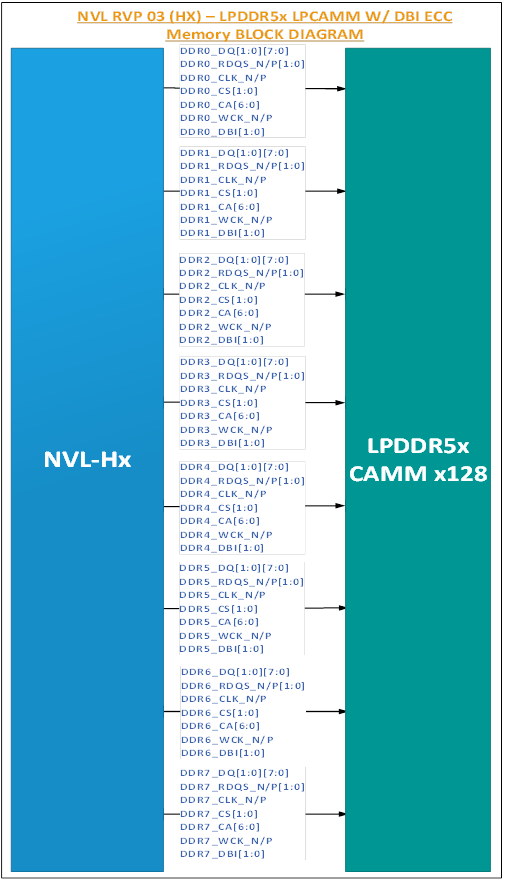 NVL RVP 03 (HX) – LPDDR5x LPCAMM W/ DBI ECC
Memory BLOCK DIAGRAM
NVL-Hx
DDR0_DQ[1:0][7:0]
DDR0_RDQS_N/P[1:0]
DDR0_CLK_N/P
DDR0_CS[1:0]
DDR0_CA[6:0]
DDR0_WCK_N/P
DDR0_DBI[1:0]
DDR1_DQ[1:0][7:0]
DDR1_RDQS_N/P[1:0]
DDR1_CLK_N/P
DDR1_CS[1:0]
DDR1_CA[6:0]
DDR1_WCK_N/P
DDR1_DBI[1:0]
DDR2_DQ[1:0][7:0]
DDR2_RDQS_N/P[1:0]
DDR2_CLK_N/P
DDR2_CS[1:0]
DDR2_CA[6:0]
DDR2_WCK_N/P
DDR2_DBI[1:0]
DDR3_DQ[1:0][7:0]
DDR3_RDQS_N/P[1:0]
DDR3_CLK_N/P
DDR3_CS[1:0]
DDR3_CA[6:0]
DDR3_WCK_N/P
DDR3_DBI[1:0]
DDR4_DQ[1:0][7:0]
DDR4_RDQS_N/P[1:0]
DDR4_CLK_N/P
DDR4_CS[1:0]
DDR4_CA[6:0]
DDR4_WCK_N/P
DDR4_DBI[1:0]
DDR5_DQ[1:0][7:0]
DDR5_RDQS_N/P[1:0]
DDR5_CLK_N/P
DDR5_CS[1:0]
DDR5_CA[6:0]
DDR5_WCK_N/P
DDR5_DBI[1:0]
DDR6_DQ[1:0][7:0]
DDR6_RDQS_N/P[1:0]
DDR6_CLK_N/P
DDR6_CS[1:0]
DDR6_CA[6:0]
DDR6_WCK_N/P
DDR6_DBI[1:0]
DDR7_DQ[1:0][7:0]
DDR7_RDQS_N/P[1:0]
DDR7_CLK_N/P
DDR7_CS[1:0]
DDR7_CA[6:0]
DDR7_WCK_N/P
DDR7_DBI[1:0]
LPDDR5x
CAMM x128